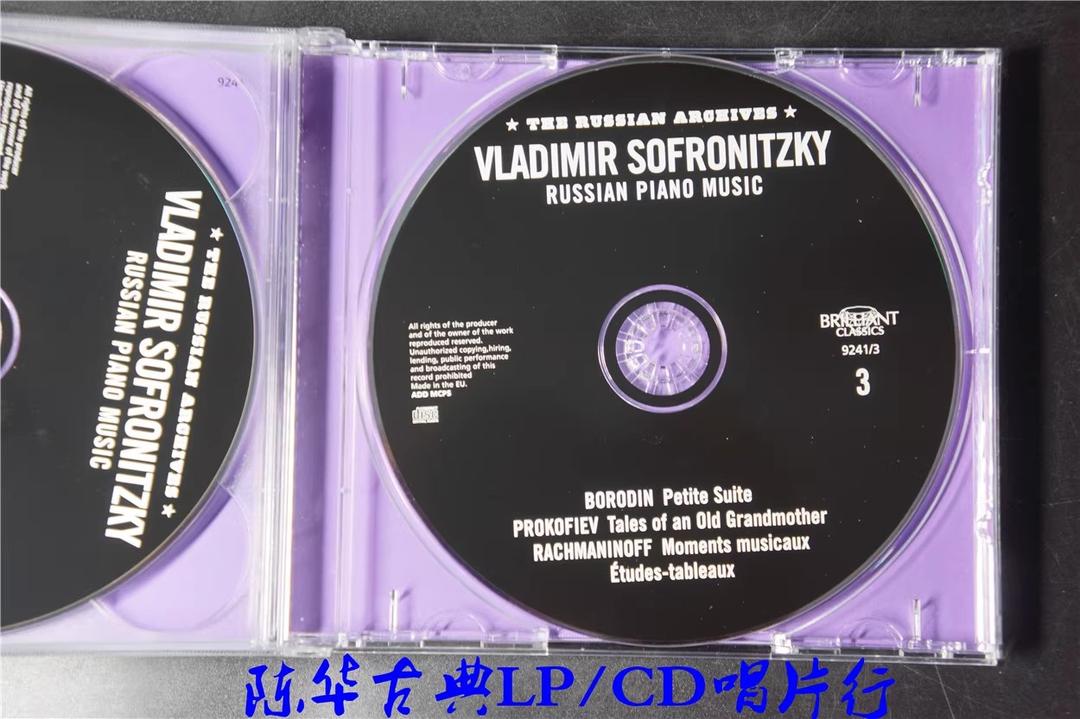 924
★ THE RUSSIAN ARCHIVES ★
VLADIMIR SOFRONITZKY
RUSSIAN PIANO MUSIC
★ THE RUSSIAN ARCHIVES ★
VLADIMIR SOFRONITZKY
RUSSIAN PIANO MUSIC
All rights of the producer
and of the owner of the work
reproduced reserved.
Unauthorized copying,hiring,
lending, public performance
and broadcasting of this
record prohibited
Made in the EU.
ADD MCPS
COMPACT
disc
DIGITAL AUDIO
BRILLIANT
CLASSICS
9241/3
3
BORODIN Petite Suite
PROKOFIEV Tales of an Old Grandmother
RACHMANINOFF Moments musicaux
Études-tableaux
陈华古典LP/CD唱片行